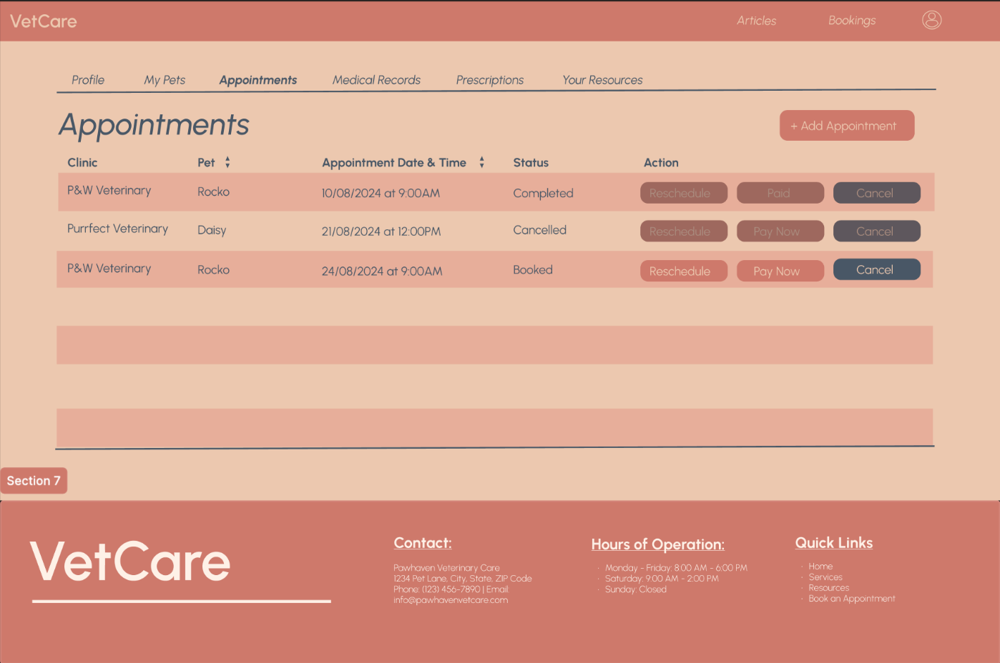 VetCare
Articles
Bookings
Profile
My Pets
Appointments
Medical Records
Prescriptions
Your Resources
Appointments
+ Add Appointment
Clinic
Pet
Appointment Date & Time
Status
Action
P&W Veterinary
Rocko
10/08/2024 at 9:00AM
Completed
Reschedule
Paid
Cancel
Purrfect Veterinary
Daisy
21/08/2024 at 12:00PM
Cancelled
Reschedule
Pay Now
Cancel
P&W Veterinary
Rocko
24/08/2024 at 9:00AM
Booked
Reschedule
Pay Now
Cancel
Section 7
VetCare
Contact:
Pawhaven Veterinary Care
1234 Pet Lane, City, State, ZIP Code
Phone: (123) 456-7890 | Email:
info@pawhavenvetcare.com
Hours of Operation:
· Monday - Friday: 8:00 AM - 6:00 PM
· Saturday: 9:00 AM - 2:00 PM
· Sunday: Closed
Quick Links
· Home
· Services
· Resources
· Book an Appointment